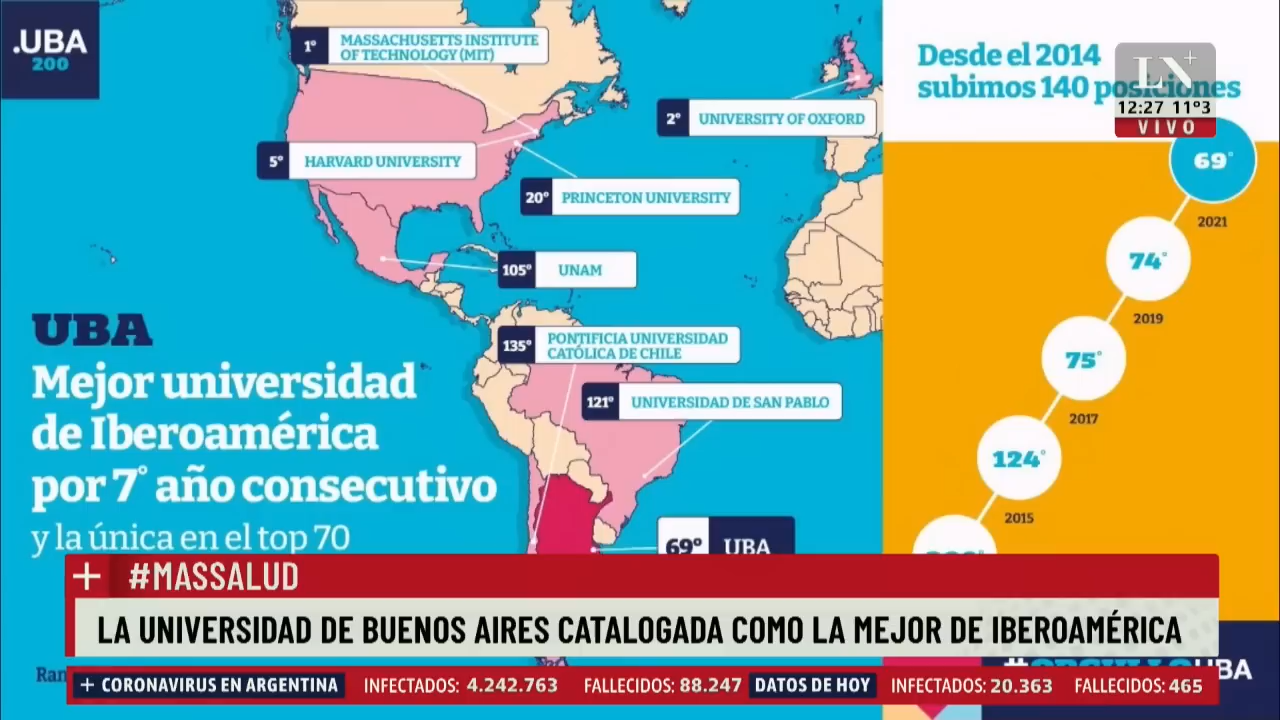 .UBA
200
1°
MASSACHUSETTS INSTITUTE
OF TECHNOLOGY (MIT)
2°
UNIVERSITY OF OXFORD
5°
HARVARD UNIVERSITY
20°
PRINCETON UNIVERSITY
105°
UNAM
135°
PONTIFICIA UNIVERSIDAD
CATÓLICA DE CHILE
121°
UNIVERSIDAD DE SAN PABLO
69°
UBA
UBA
Mejor universidad
de Iberoamérica
por 7° año consecutivo
y la única en el top 70
Desde el 2014
subimos 140 posiciones
LN+
12:27 11°3
VIVO
69°
2021
74°
2019
75°
2017
124°
2015
+ #MASSALUD
LA UNIVERSIDAD DE BUENOS AIRES CATALOGADA COMO LA MEJOR DE IBEROAMÉRICA
UBA
+ CORONAVIRUS EN ARGENTINA INFECTADOS: 4.242.763 FALLECIDOS: 88.247 DATOS DE HOY INFECTADOS: 20.363 FALLECIDOS: 465